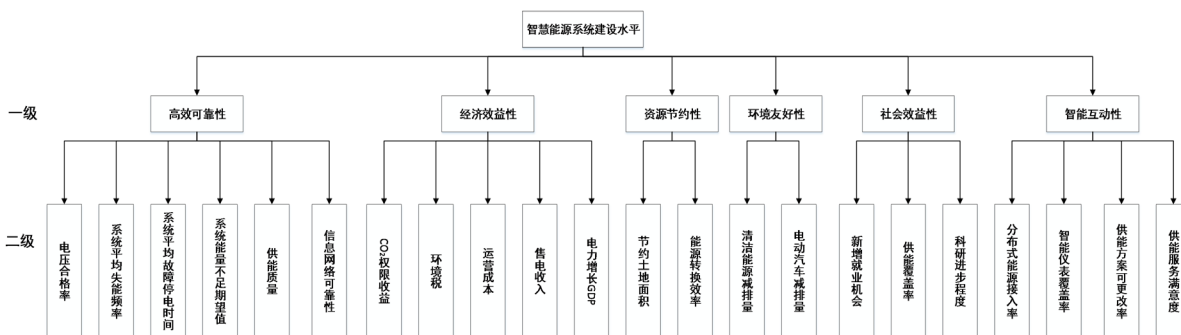 智慧能源系统建设水平
一级
高效可靠性
经济效益性
资源节约性
环境友好性
社会效益性
智能互动性
二级
电压合格率
系统平均失能频率
系统平均故障停电时间
系统能量不足期望值
供能质量
信息网络可靠性
CO₂权限收益
环境税
运营成本
售电收入
电力增长GDP
节约土地面积
能源转换效率
清洁能源减排量
电动汽车减排量
新增就业机会
供能覆盖率
科研进步程度
分布式能源接入率
智能仪表覆盖率
供能方案可更改率
供能服务满意度